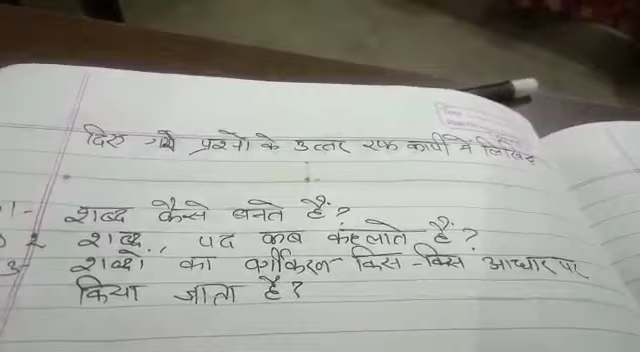 दिए गये प्रश्नों के उत्तर रफ कापी में लिखिए
1- शब्द कैसे बनते हैं?
2 शब्द,, पद कब कहलाते हैं?
3- शब्दों का वर्गीकरण किस-किस आधार पर
किया जाता है?